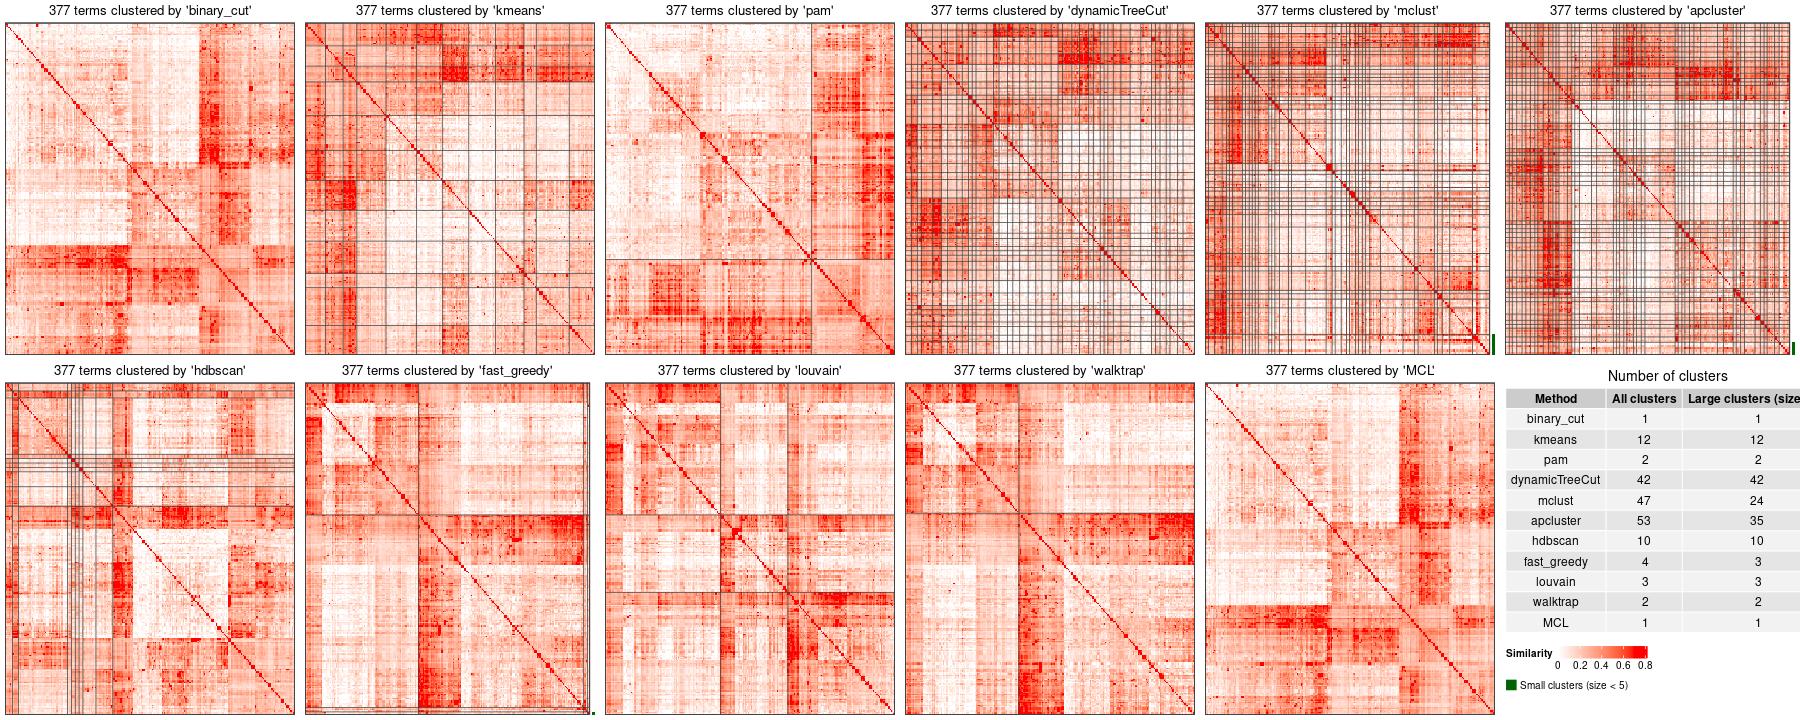 377 terms clustered by 'binary_cut'
377 terms clustered by 'kmeans'
377 terms clustered by 'pam'
377 terms clustered by 'dynamicTreeCut'
377 terms clustered by 'mclust'
377 terms clustered by 'apcluster'
377 terms clustered by 'hdbscan'
377 terms clustered by 'fast_greedy'
377 terms clustered by 'louvain'
377 terms clustered by 'walktrap'
377 terms clustered by 'MCL'
Number of clusters
Method All clusters Large clusters (size
binary_cut 1 1
kmeans 12 12
pam 2 2
dynamicTreeCut 42 42
mclust 47 24
apcluster 53 35
hdbscan 10 10
fast_greedy 4 3
louvain 3 3
walktrap 2 2
MCL 1 1
Similarity
0 0.2 0.4 0.6 0.8
Small clusters (size < 5)